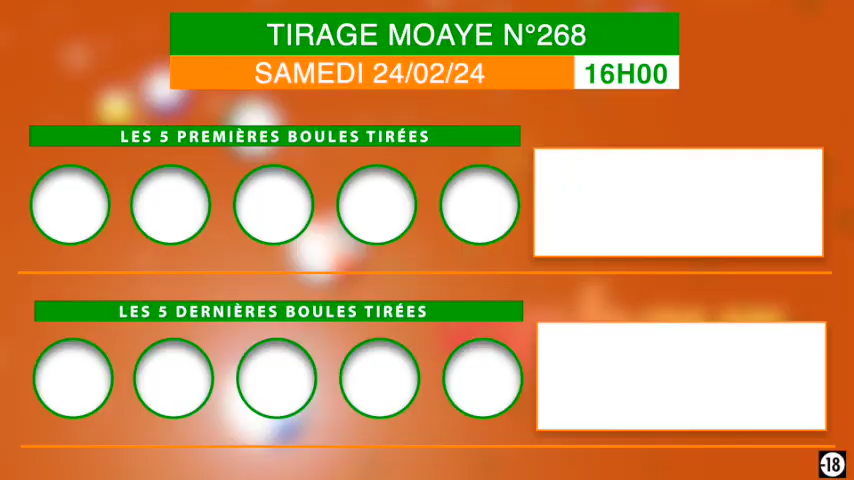 TIRAGE MOAYE N°268
SAMEDI 24/02/24 16H00
LES 5 PREMIÈRES BOULES TIRÉES
LES 5 DERNIÈRES BOULES TIRÉES
-18